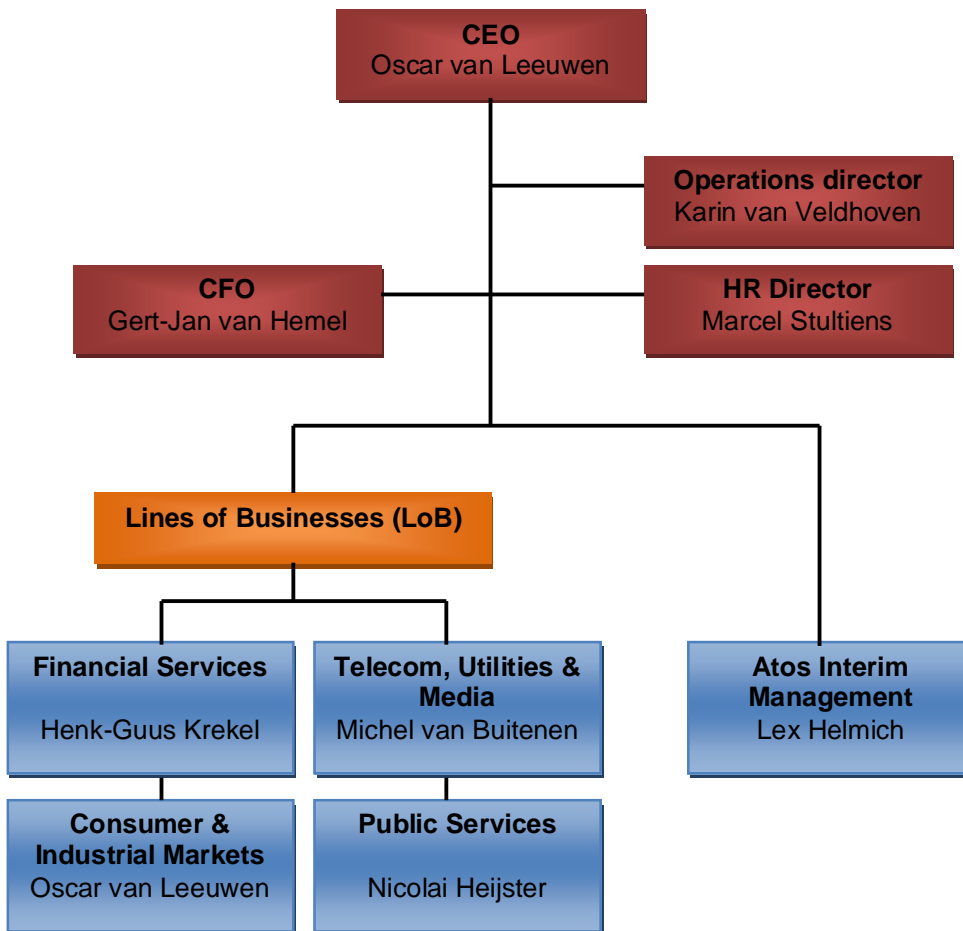 CEO
Oscar van Leeuwen
Operations director
Karin van Veldhoven
CFO
Gert-Jan van Hemel
HR Director
Marcel Stultiens
Lines of Businesses (LoB)
Financial Services
Henk-Guus Krekel
Telecom, Utilities &
Media
Michel van Buitenen
Atos Interim
Management
Lex Helmich
Consumer &
Industrial Markets
Oscar van Leeuwen
Public Services
Nicolai Heijster